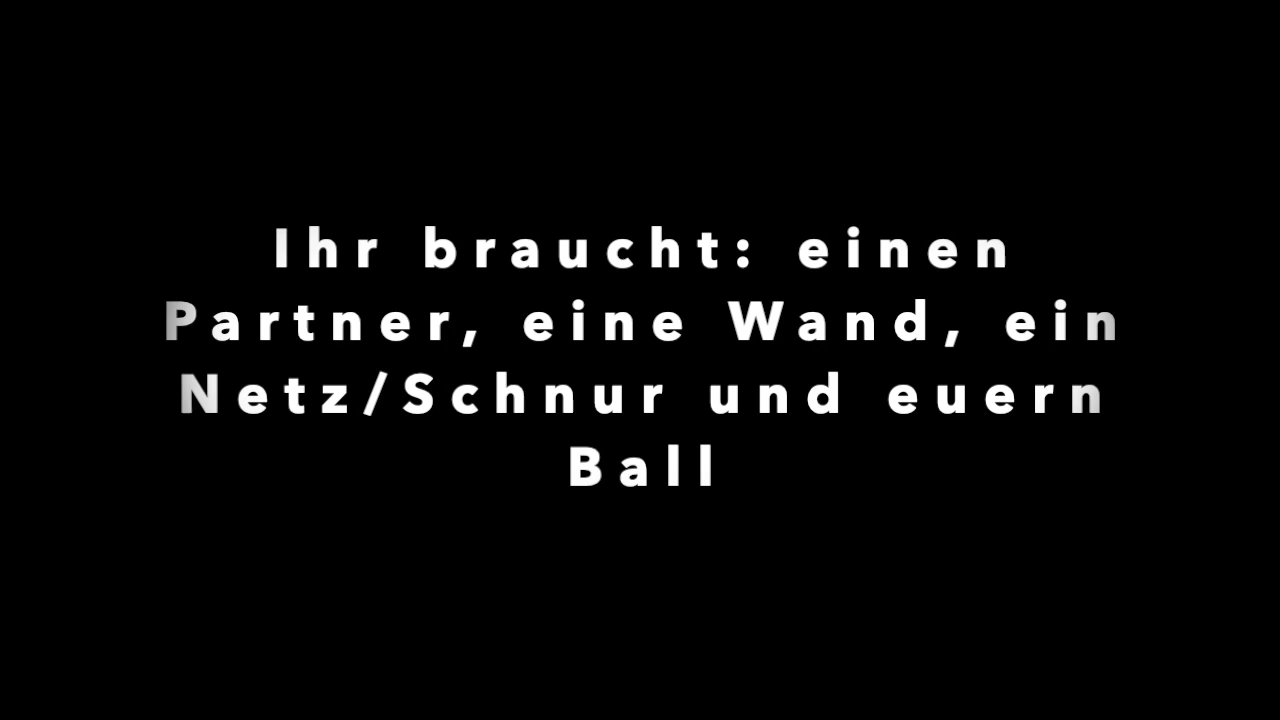 Ihr braucht: einen
Partner, eine Wand, ein
Netz/Schnur und euern
Ball